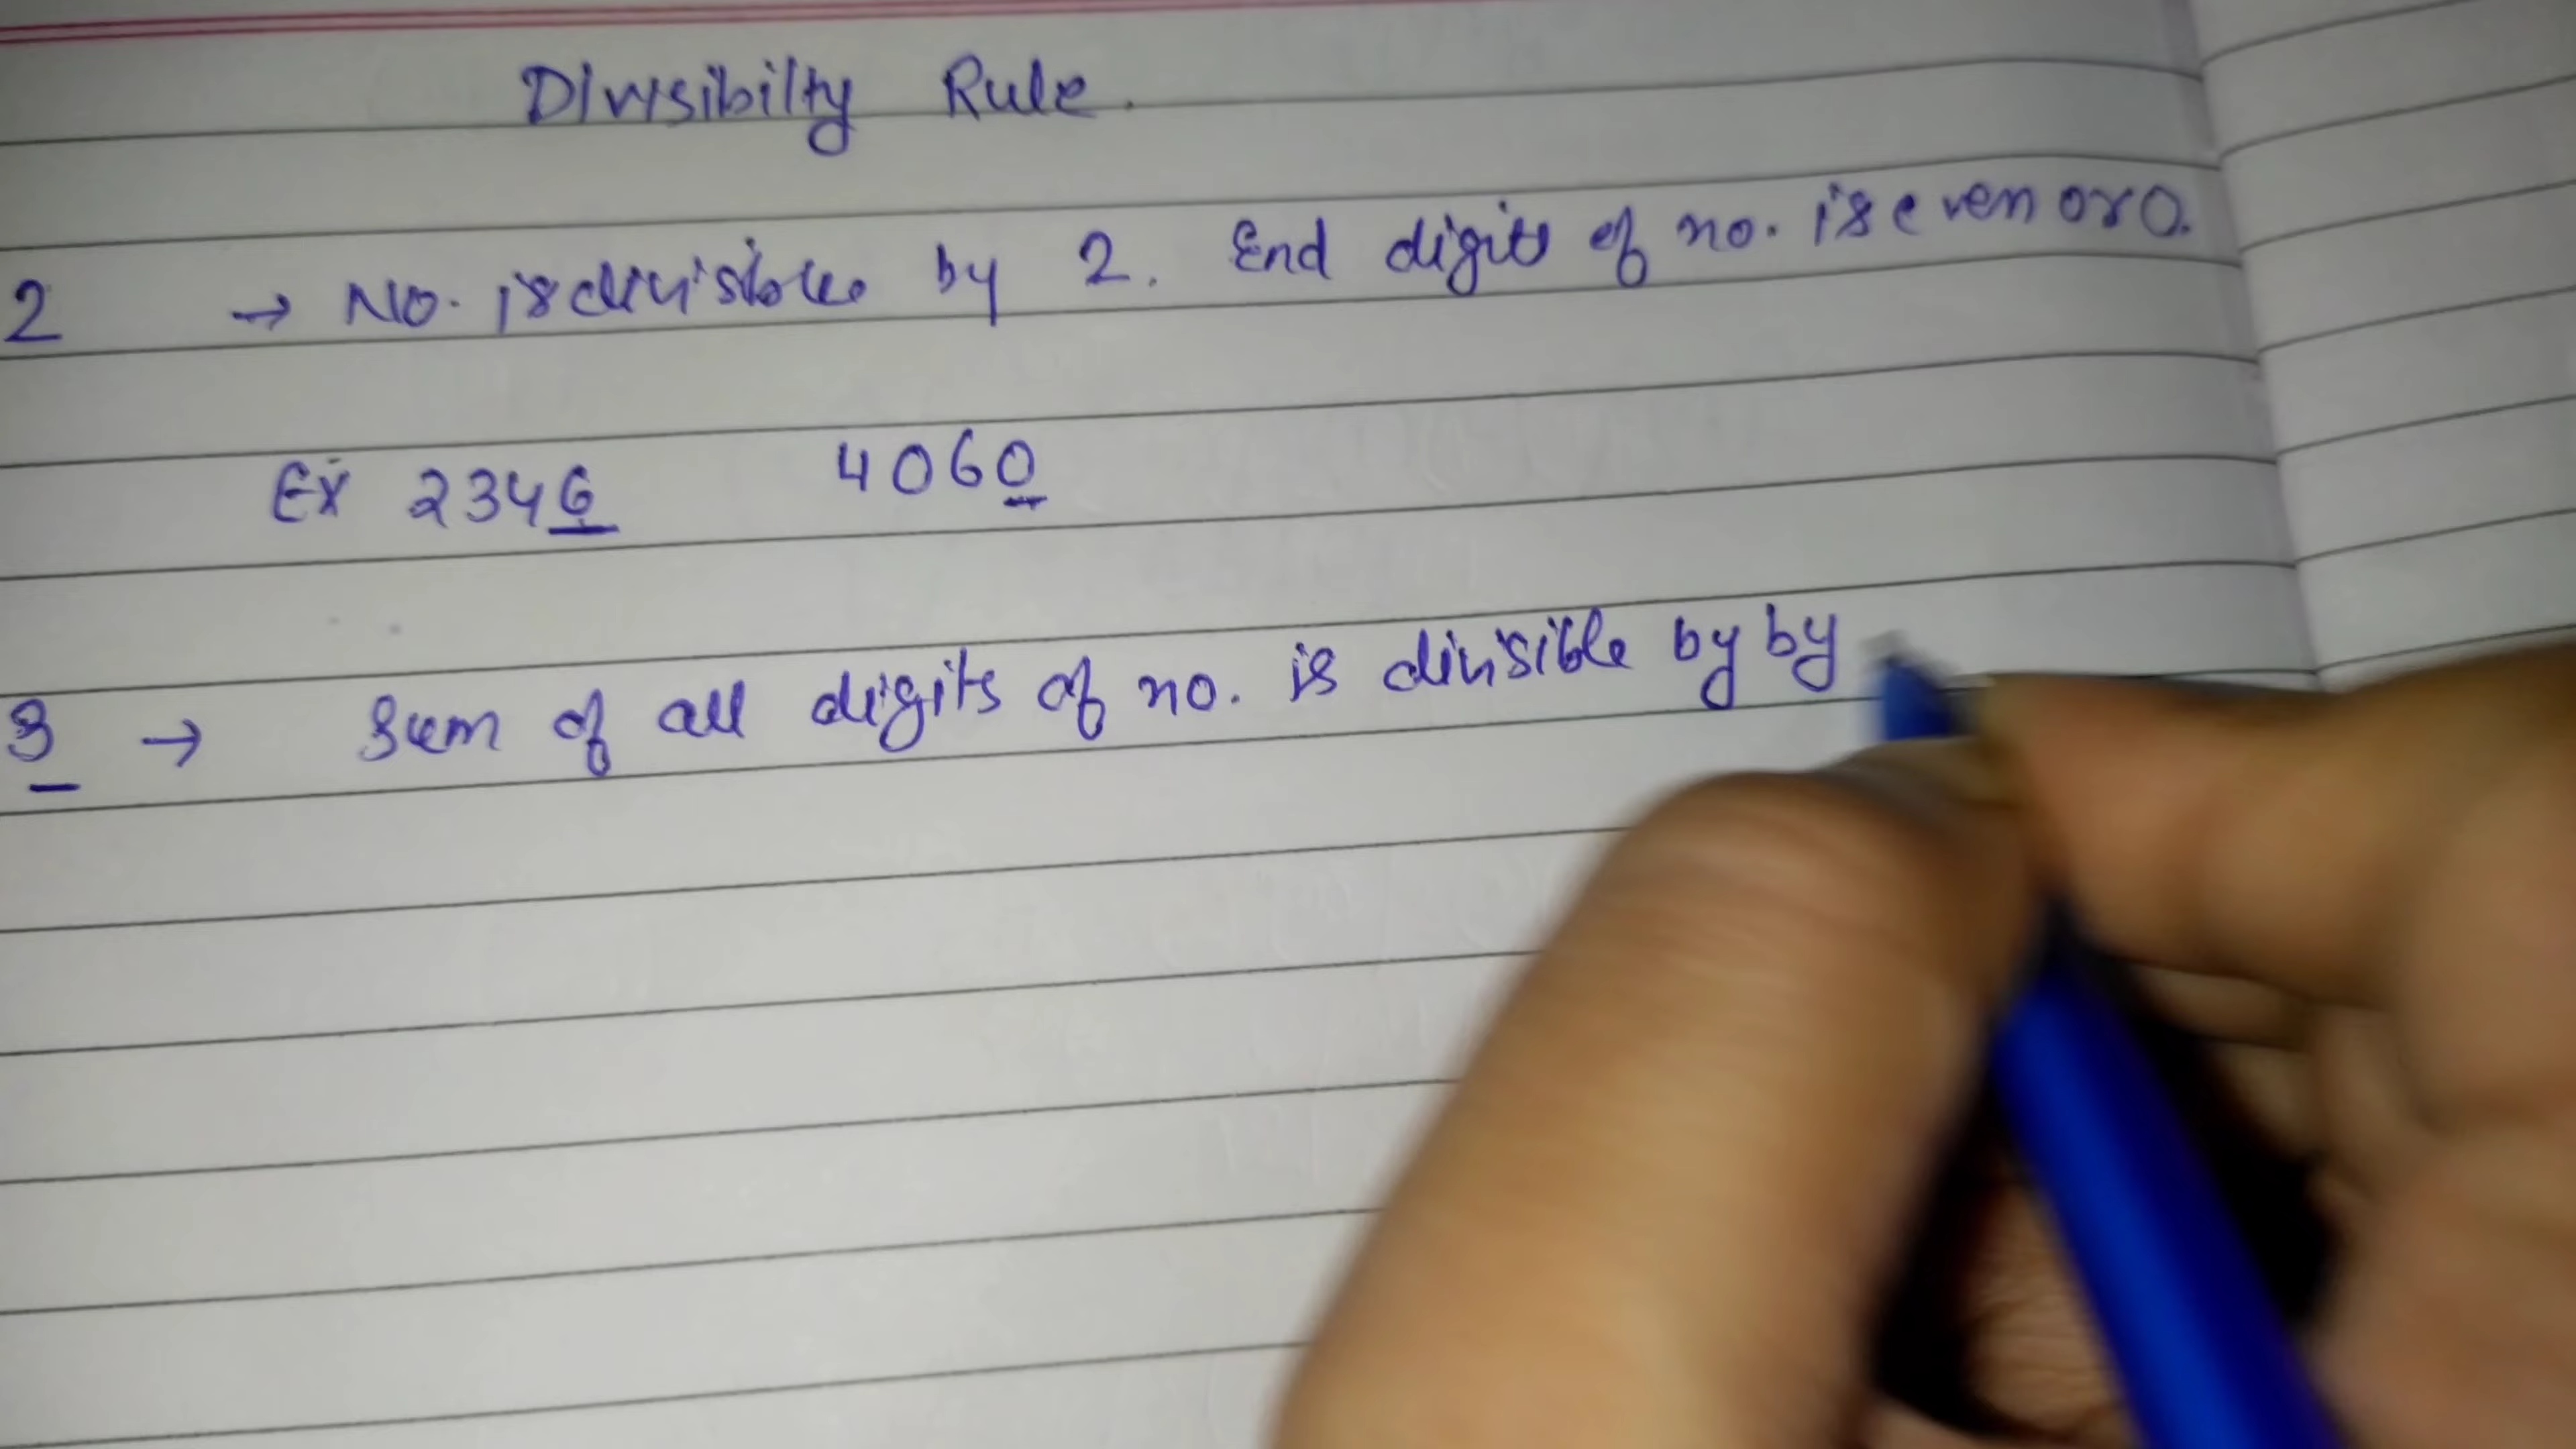 Divisibilty Rule.
2 → No. is divisible by 2. End digits of no. is even or 0.
Ex 2346 4060
3 → Sum of all digits of no. is divisible by by